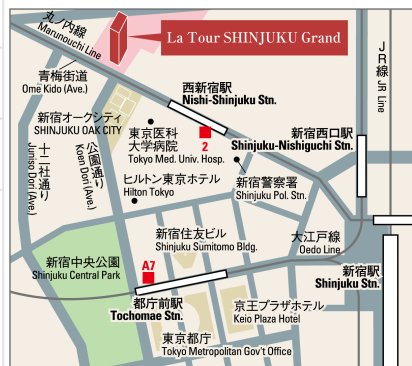 丸ノ内線
Marunouchi Line
La Tour SHINJUKU Grand
JR線 JR Line
青梅街道
Ome Kido (Ave.)
西新宿駅
Nishi-Shinjuku Stn.
新宿オークシティ
SHINJUKU OAK CITY
2
東京医科
大学病院
Tokyo Med. Univ. Hosp.
新宿西口駅
Shinjuku-Nishiguchi Stn.
十二社通り
Juniso Dori (Ave.)
公園通り
Koen Dori (Ave.)
ヒルトン東京ホテル
Hilton Tokyo
新宿警察署
Shinjuku Pol. Stn.
新宿住友ビル
Shinjuku Sumitomo Bldg.
大江戸線
Oedo Line
新宿中央公園
Shinjuku Central Park
A7
新宿駅
Shinjuku Stn.
都庁前駅
Tochomae Stn.
京王プラザホテル
Keio Plaza Hotel
東京都庁
Tokyo Metropolitan Gov't Office